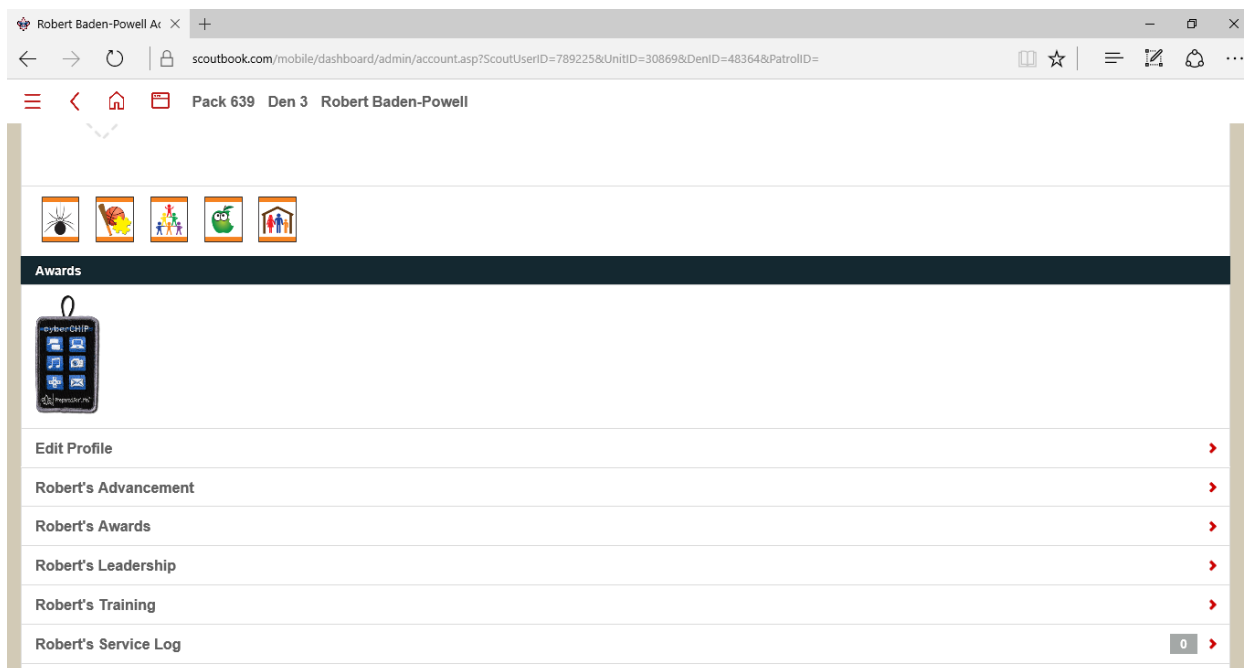 Robert Baden-Powell Ac
scoutbook.com/mobile/dashboard/admin/account.asp?ScoutUserID=789225&UnitID=30869&DenID=48364&PatrolID=
Pack 639 Den 3 Robert Baden-Powell
Awards
cyberCHIP
Edit Profile
Robert's Advancement
Robert's Awards
Robert's Leadership
Robert's Training
Robert's Service Log 0